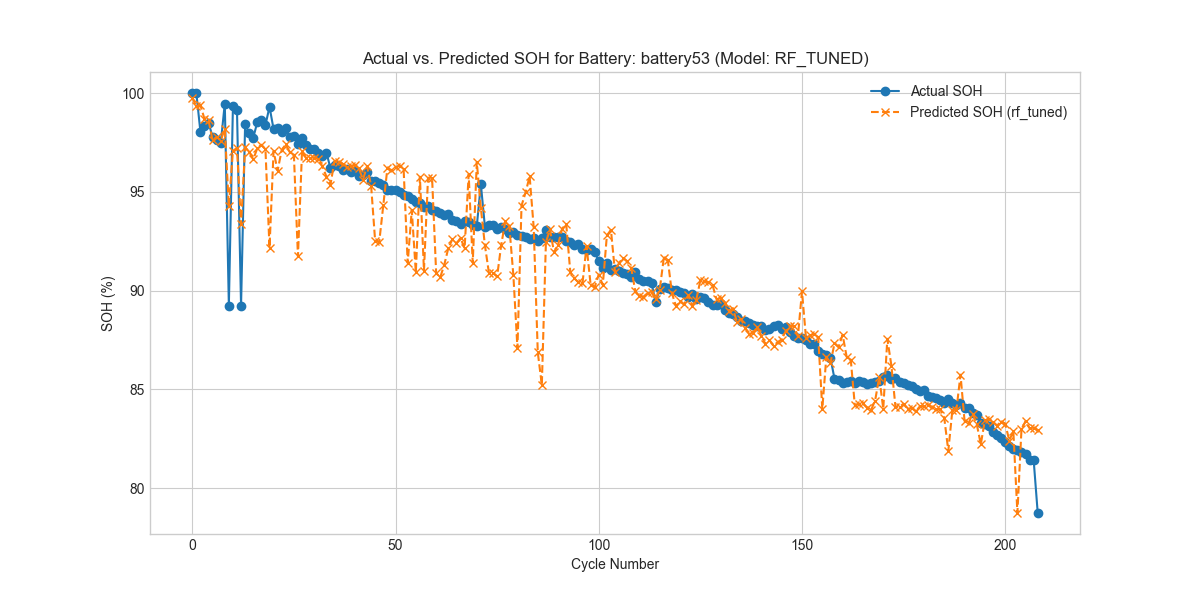 Actual vs. Predicted SOH for Battery: battery53 (Model: RF_TUNED)
Actual SOH
Predicted SOH (rf_tuned)
SOH (%)
100
95
90
85
80
0 50 100 150 200
Cycle Number